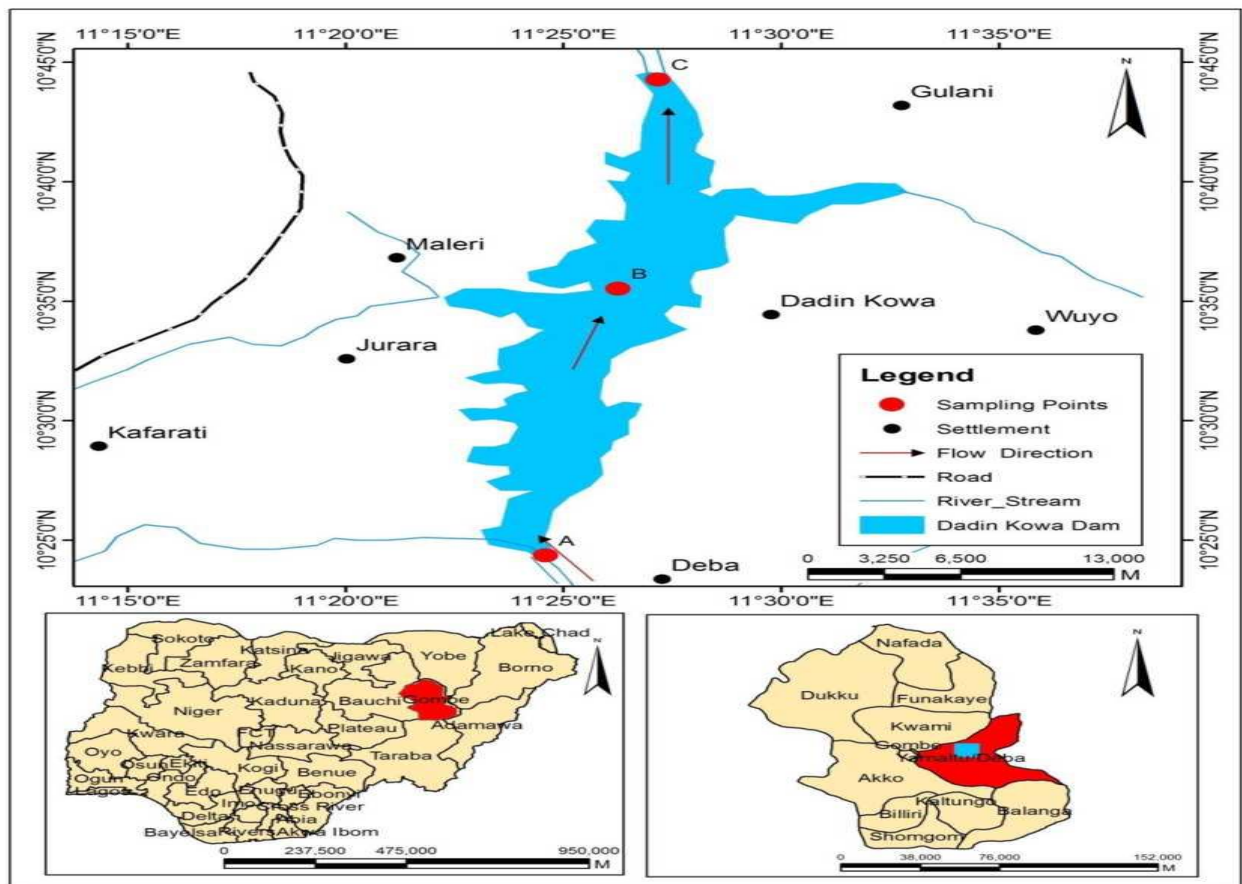 11°15'0"E 11°20'0"E 11°25'0"E 11°30'0"E 11°35'0"E
10°45'0"N 10°45'0"N
C
N
Gulani
10°40'0"N 10°40'0"N
Maleri
B
10°35'0"N 10°35'0"N
Dadin Kowa
Wuyo
Jurara
Legend
Sampling Points
Settlement
Flow Direction
Road
River_Stream
Dadin Kowa Dam
10°30'0"N 10°30'0"N
Kafarati
10°25'0"N 10°25'0"N
A
Deba
0 3,250 6,500 13,000
M
11°15'0"E 11°20'0"E 11°25'0"E 11°30'0"E 11°35'0"E
Sokoto
Kebbi
Zamfara
Katsina
Kano
Jigawa
Yobe
Lake Chad
Borno
N
Niger
Kaduna
Bauchi
Gombe
Adamawa
Kwara
FCT
Plateau
Nassarawa
Taraba
Oyo
Osun
Ekiti
Kogi
Benue
Ogun
Ondo
Lagos
Edo
Enugu
Ebonyi
Imo
Cross River
Delta
Abia
Bayelsa
Rivers
Akwa Ibom
0 237,500 475,000 950,000
M
N
Nafada
Dukku
Funakaye
Kwami
Gombe
Yamaltu/Deba
Akko
Kaltungo
Balanga
Billiri
Shomgom
0 38,000 76,000 152,000
M